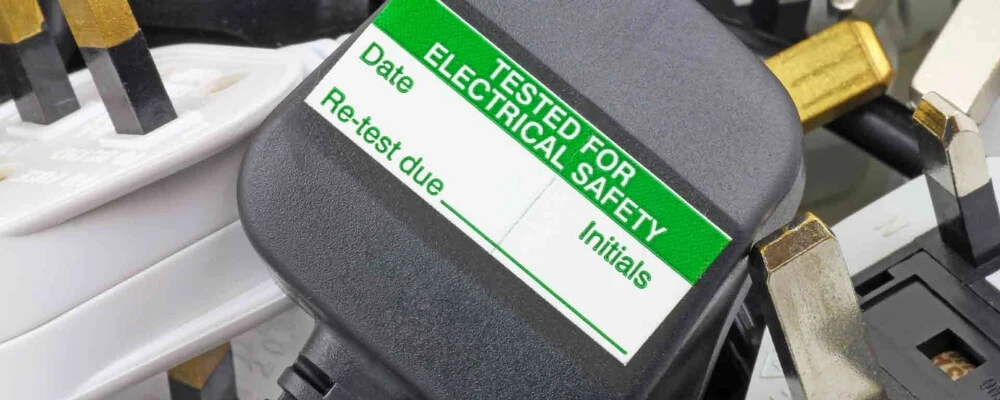 TESTED FOR
ELECTRICAL SAFETY
Date
Initials
Re-test due